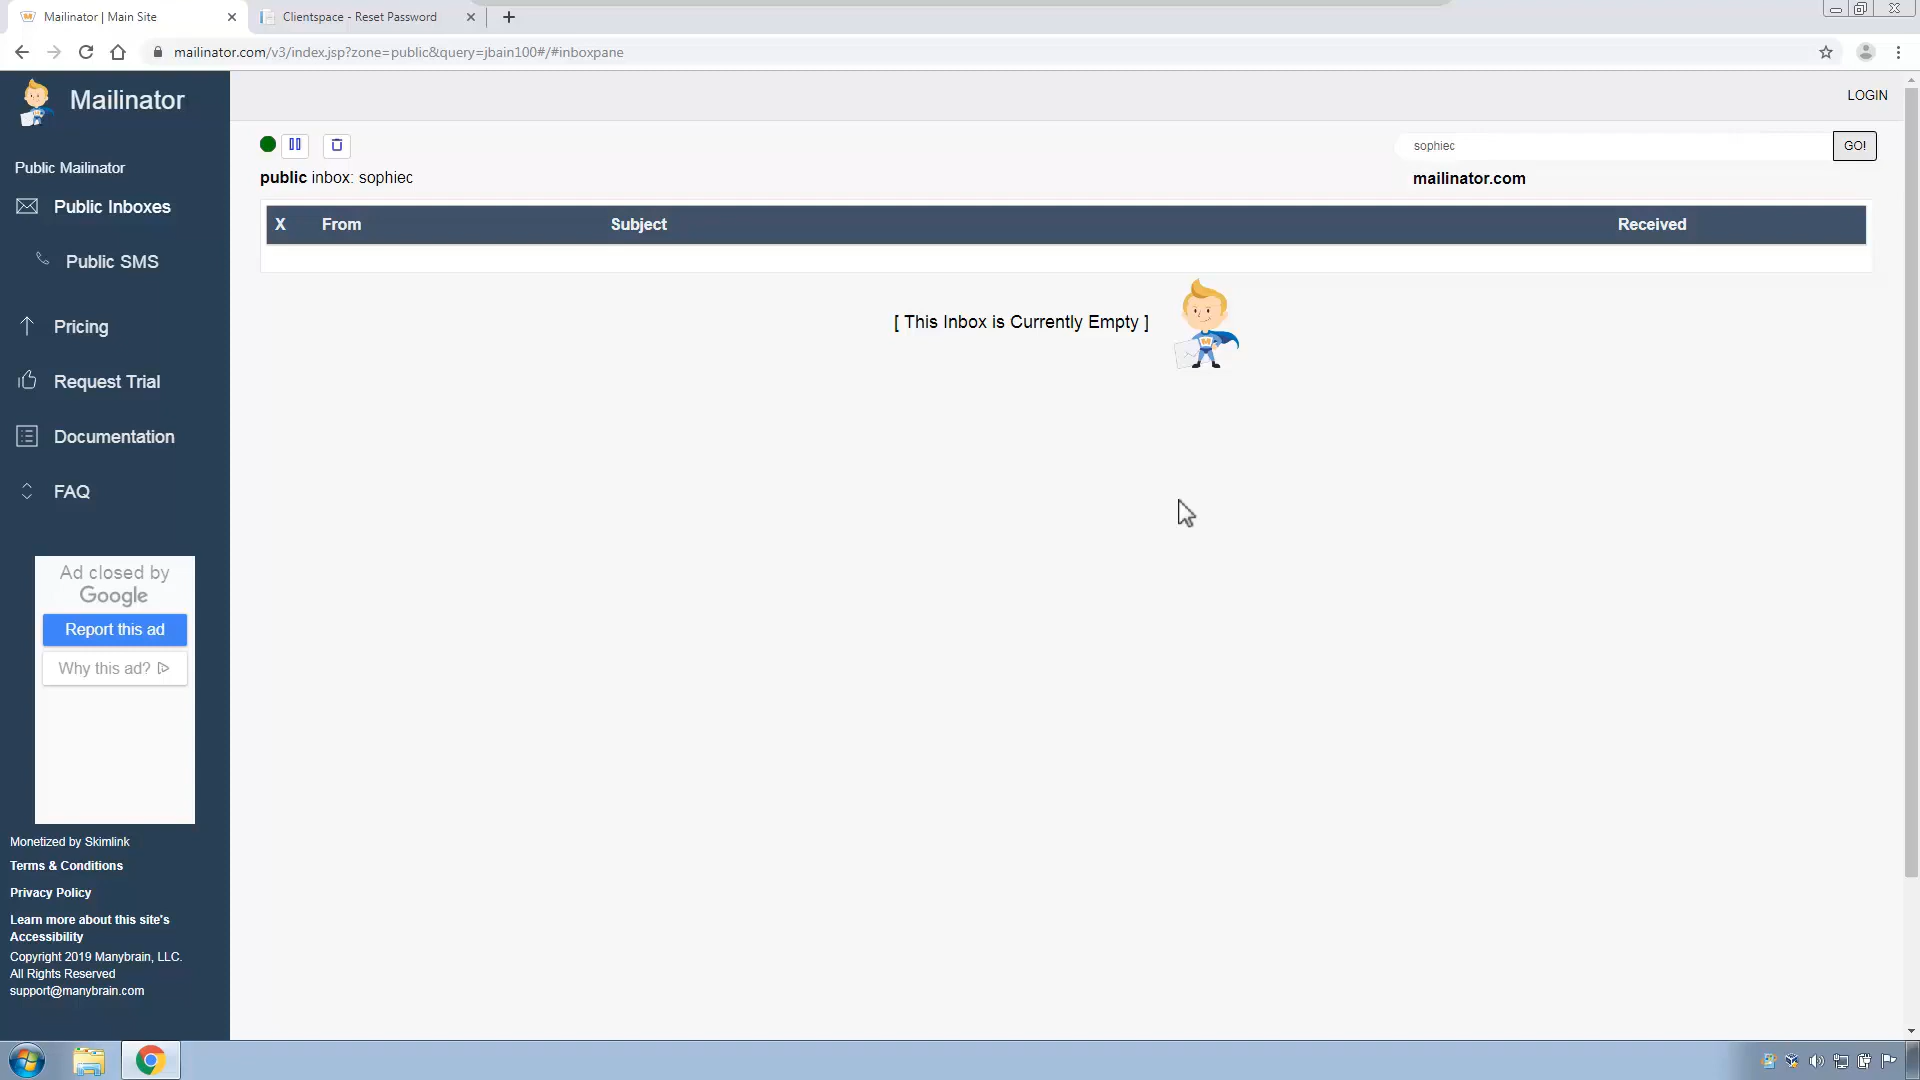 Mailinator | Main Site
Clientspace - Reset Password
mailinator.com/v3/index.jsp?zone=public&query=jbain100#/#inboxpane
Mailinator
LOGIN
Public Mailinator
Public Inboxes
Public SMS
Pricing
Request Trial
Documentation
FAQ
Ad closed by
Google
Report this ad
Why this ad?
Monetized by Skimlink
Terms & Conditions
Privacy Policy
Learn more about this site's
Accessibility
Copyright 2019 Manybrain, LLC.
All Rights Reserved
support@manybrain.com
sophiec
GO!
public inbox: sophiec
mailinator.com
X From Subject Received
[ This Inbox is Currently Empty ]
M